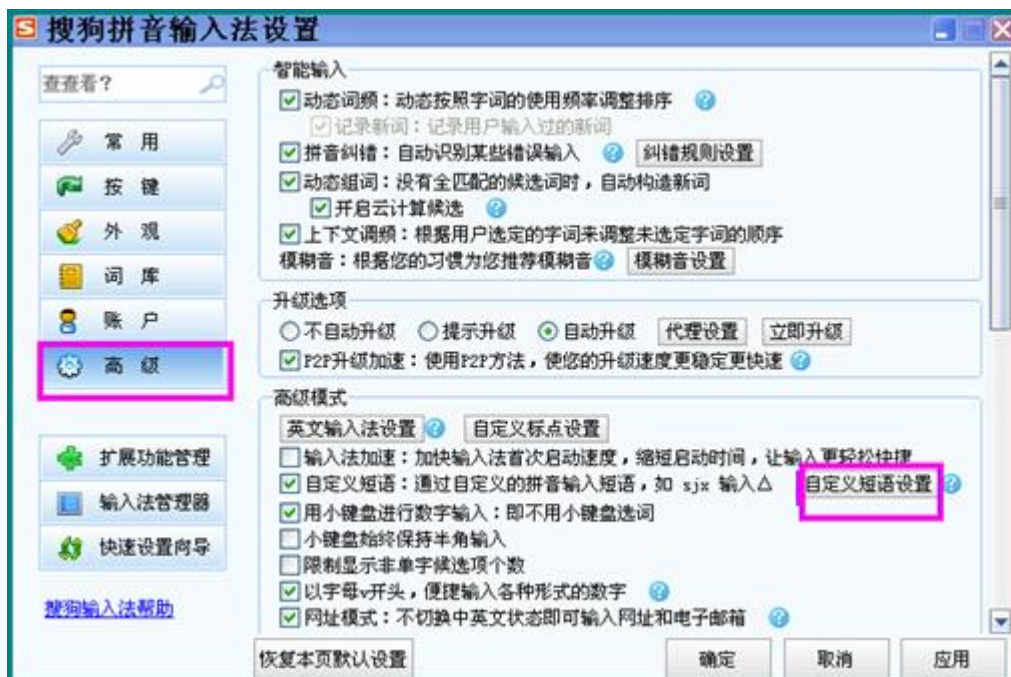 搜狗拼音输入法设置
查查看?
常 用
按 键
外 观
词 库
账 户
高 级
扩展功能管理
输入法管理器
快速设置向导
搜狗输入法帮助
智能输入
动态词频：动态按照字词的使用频率调整排序
记录新词：记录用户输入过的新词
拼音纠错：自动识别某些错误输入 纠错规则设置
动态组词：没有全匹配的候选词时，自动构造新词
开启云计算候选
上下文调频：根据用户选定的字词来调整未选定字词的顺序
模糊音：根据您的习惯为您推荐模糊音 模糊音设置
升级选项
不自动升级 提示升级 自动升级 代理设置 立即升级
P2P升级加速：使用P2P方法，使您的升级速度更稳定更快速
高级模式
英文输入法设置 自定义标点设置
输入法加速：加快输入法首次启动速度，缩短启动时间，让输入更轻松快捷
自定义短语：通过自定义的拼音输入短语，如 sjx 输入△ 自定义短语设置
用小键盘进行数字输入：即不用小键盘选词
小键盘始终保持半角输入
限制显示非单字候选项个数
以字母v开头，便捷输入各种形式的数字
网址模式：不切换中英文状态即可输入网址和电子邮箱
恢复本页默认设置 确定 取消 应用